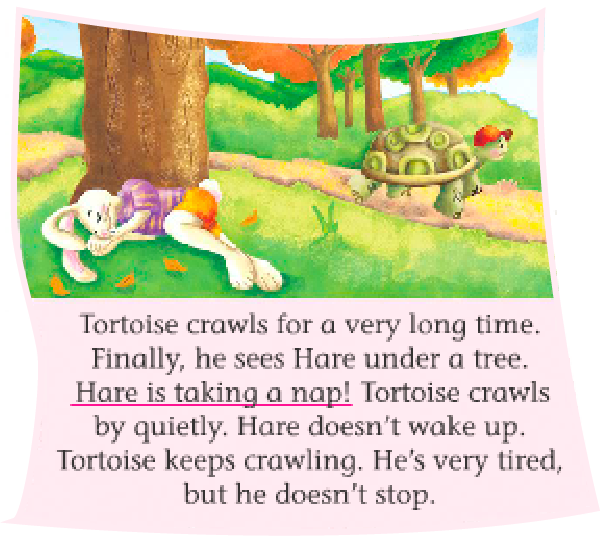 Tortoise crawls for a very long time.
Finally, he sees Hare under a tree.
Hare is taking a nap! Tortoise crawls
by quietly. Hare doesn't wake up.
Tortoise keeps crawling. He's very tired,
but he doesn't stop.